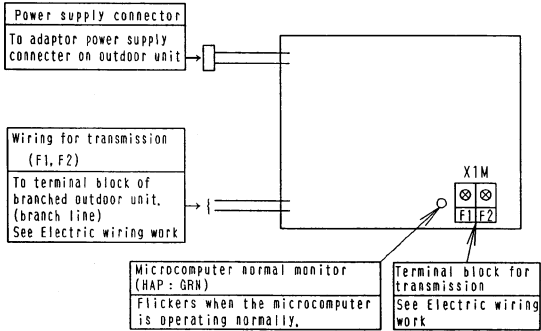 Power supply connector
To adaptor power supply
connecter on outdoor unit
Wiring for transmission
(F1, F2)
To terminal block of
branched outdoor unit.
(branch line)
See Electric wiring work
X1M
F1 F2
Microcomputer normal monitor
(HAP : GRN)
Flickers when the microcomputer
is operating normally.
Terminal block for
transmission
See Electric wiring
work